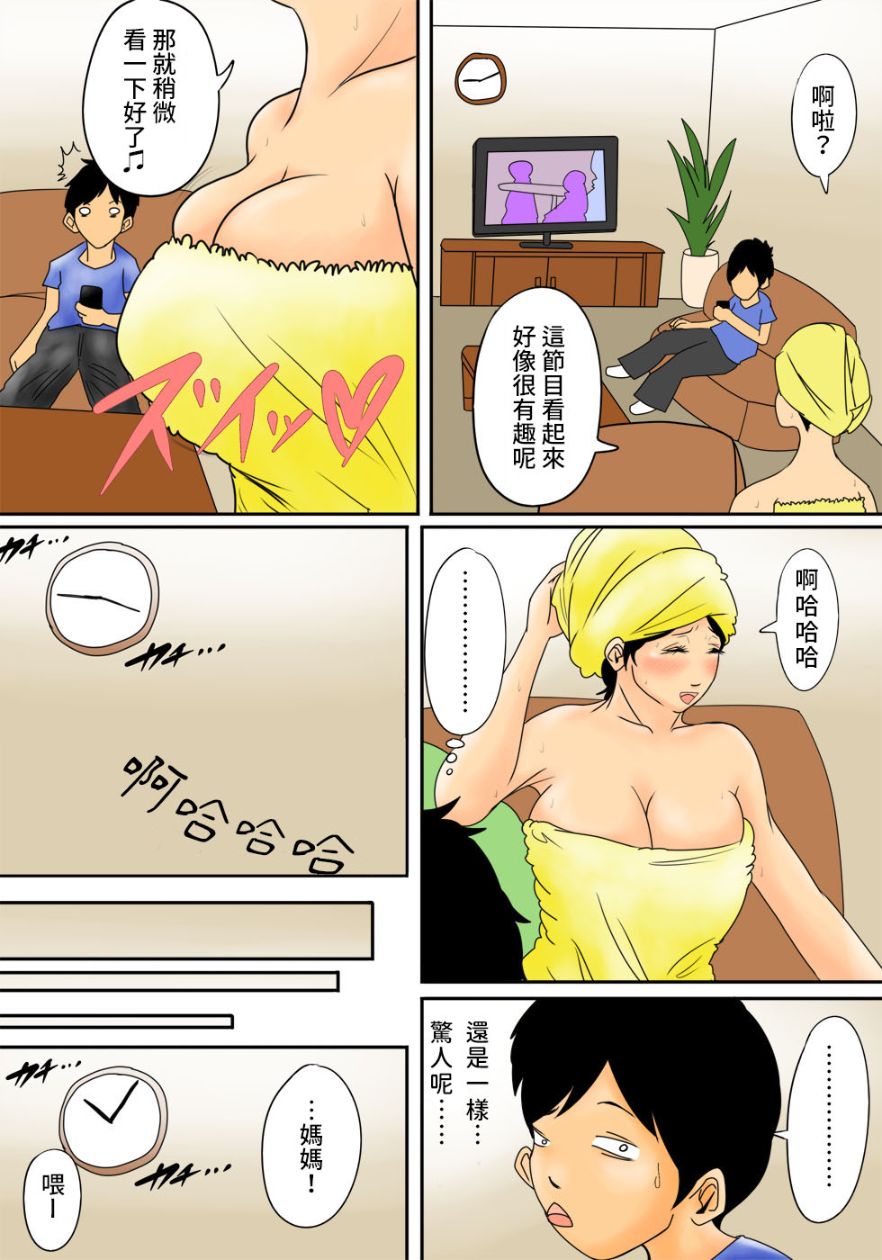 啊啦？
這節目看起來
好像很有趣呢
那就稍微
看一下好了♫
ズイッ♡
啊哈哈哈
………………
カチ…
カチ…
啊哈哈哈
………………
還是一樣…
驚人呢……
カチ…
カチ…
…媽媽！
喂ー